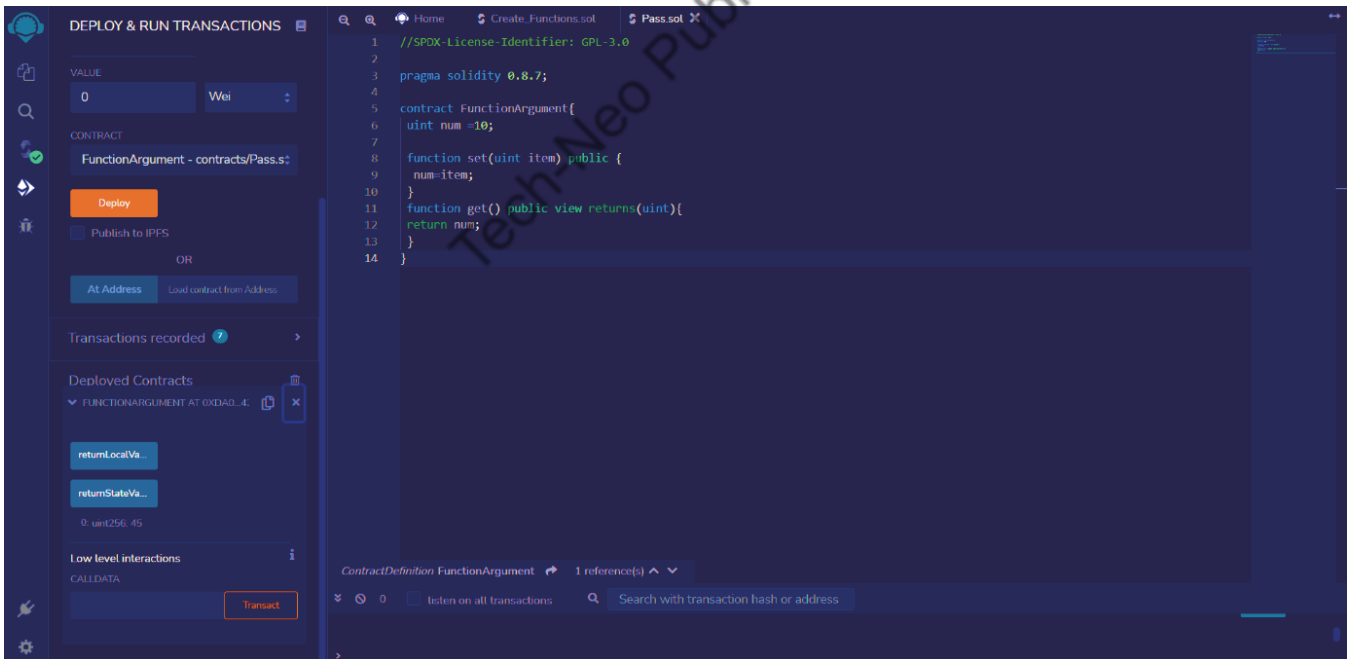 DEPLOY & RUN TRANSACTIONS
VALUE
0 Wei
CONTRACT
FunctionArgument - contracts/Pass.s
Deploy
Publish to IPFS
OR
At Address Load contract from Address
Transactions recorded 7
Deployed Contracts
FUNCTIONARGUMENT AT 0XDA0...4
returnLocalVa...
returnStateVa...
0: uint256: 45
Low level interactions i
CALLDATA
Transact
Home Create_Functions.sol Pass.sol
1 //SPDX-License-Identifier: GPL-3.0
2
3 pragma solidity 0.8.7;
4
5 contract FunctionArgument{
6 uint num =10;
7
8 function set(uint item) public {
9 num=item;
10 }
11 function get() public view returns(uint){
12 return num;
13 }
14 }
Tech-Neo Pub
ContractDefinition FunctionArgument 1 reference(s)
0 listen on all transactions Search with transaction hash or address
>